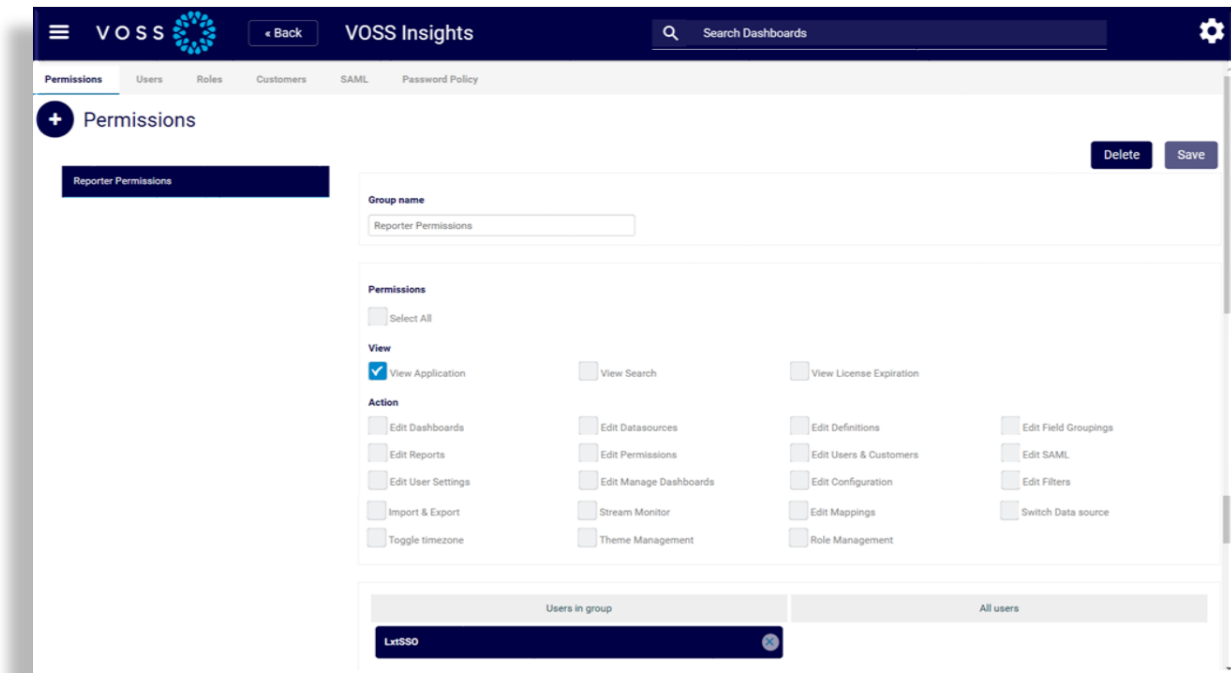 VOSS « Back VOSS Insights Search Dashboards
Permissions Users Roles Customers SAML Password Policy
+ Permissions
Delete Save
Reporter Permissions
Group name
Reporter Permissions
Permissions
Select All
View
View Application View Search View License Expiration
Action
Edit Dashboards Edit Datasources Edit Definitions Edit Field Groupings
Edit Reports Edit Permissions Edit Users & Customers Edit SAML
Edit User Settings Edit Manage Dashboards Edit Configuration Edit Filters
Import & Export Stream Monitor Edit Mappings Switch Data source
Toggle timezone Theme Management Role Management
Users in group All users
LxtSSO